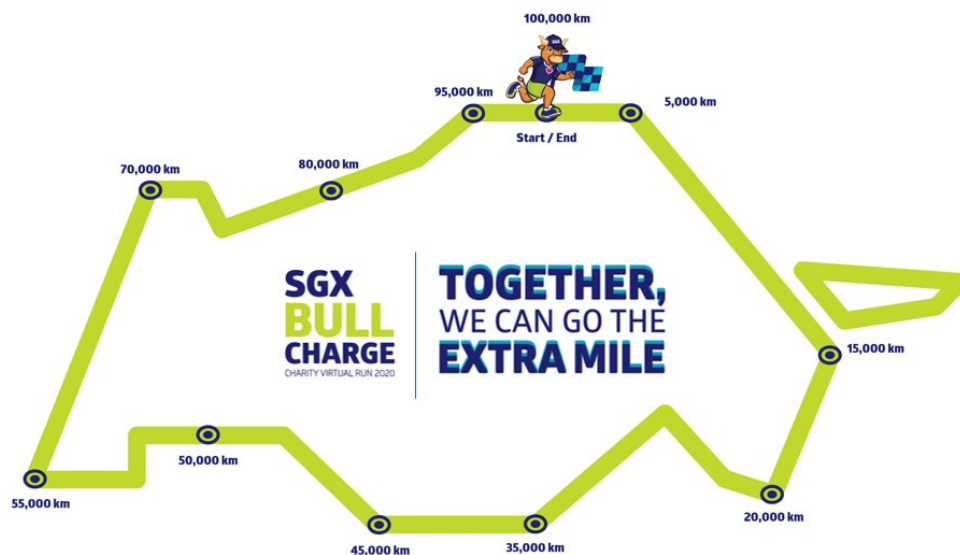 100,000 km
SGX
95,000 km
5,000 km
Start / End
70,000 km
80,000 km
SGX
BULL
CHARGE
CHARITY VIRTUAL RUN 2020
TOGETHER,
WE CAN GO THE
EXTRA MILE
15,000 km
50,000 km
55,000 km
20,000 km
45,000 km
35,000 km